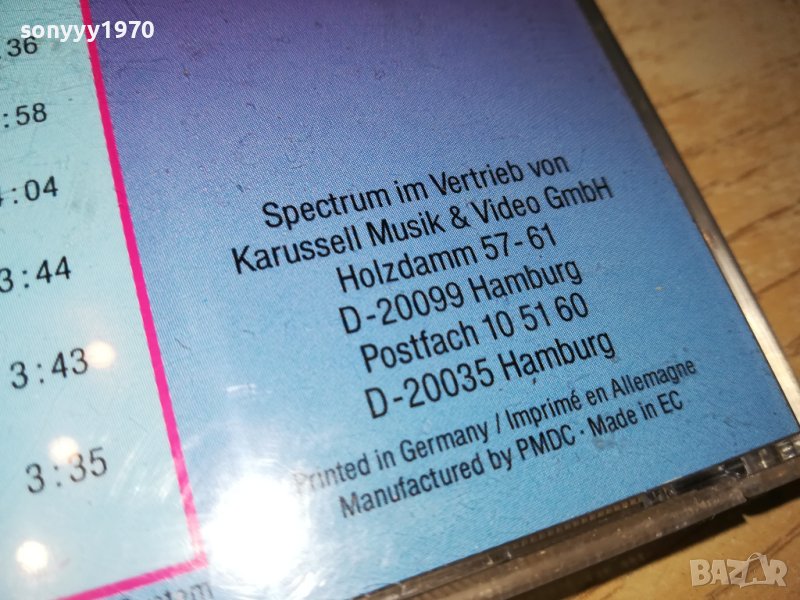 sonyyy1970
:36
:58
4:04
3:44
3:43
3:35
Spectrum im Vertrieb von
Karussell Musik & Video GmbH
Holzdamm 57-61
D-20099 Hamburg
Postfach 10 51 60
D-20035 Hamburg
Printed in Germany / Imprimé en Allemagne
Manufactured by PMDC · Made in EC
BAZAR